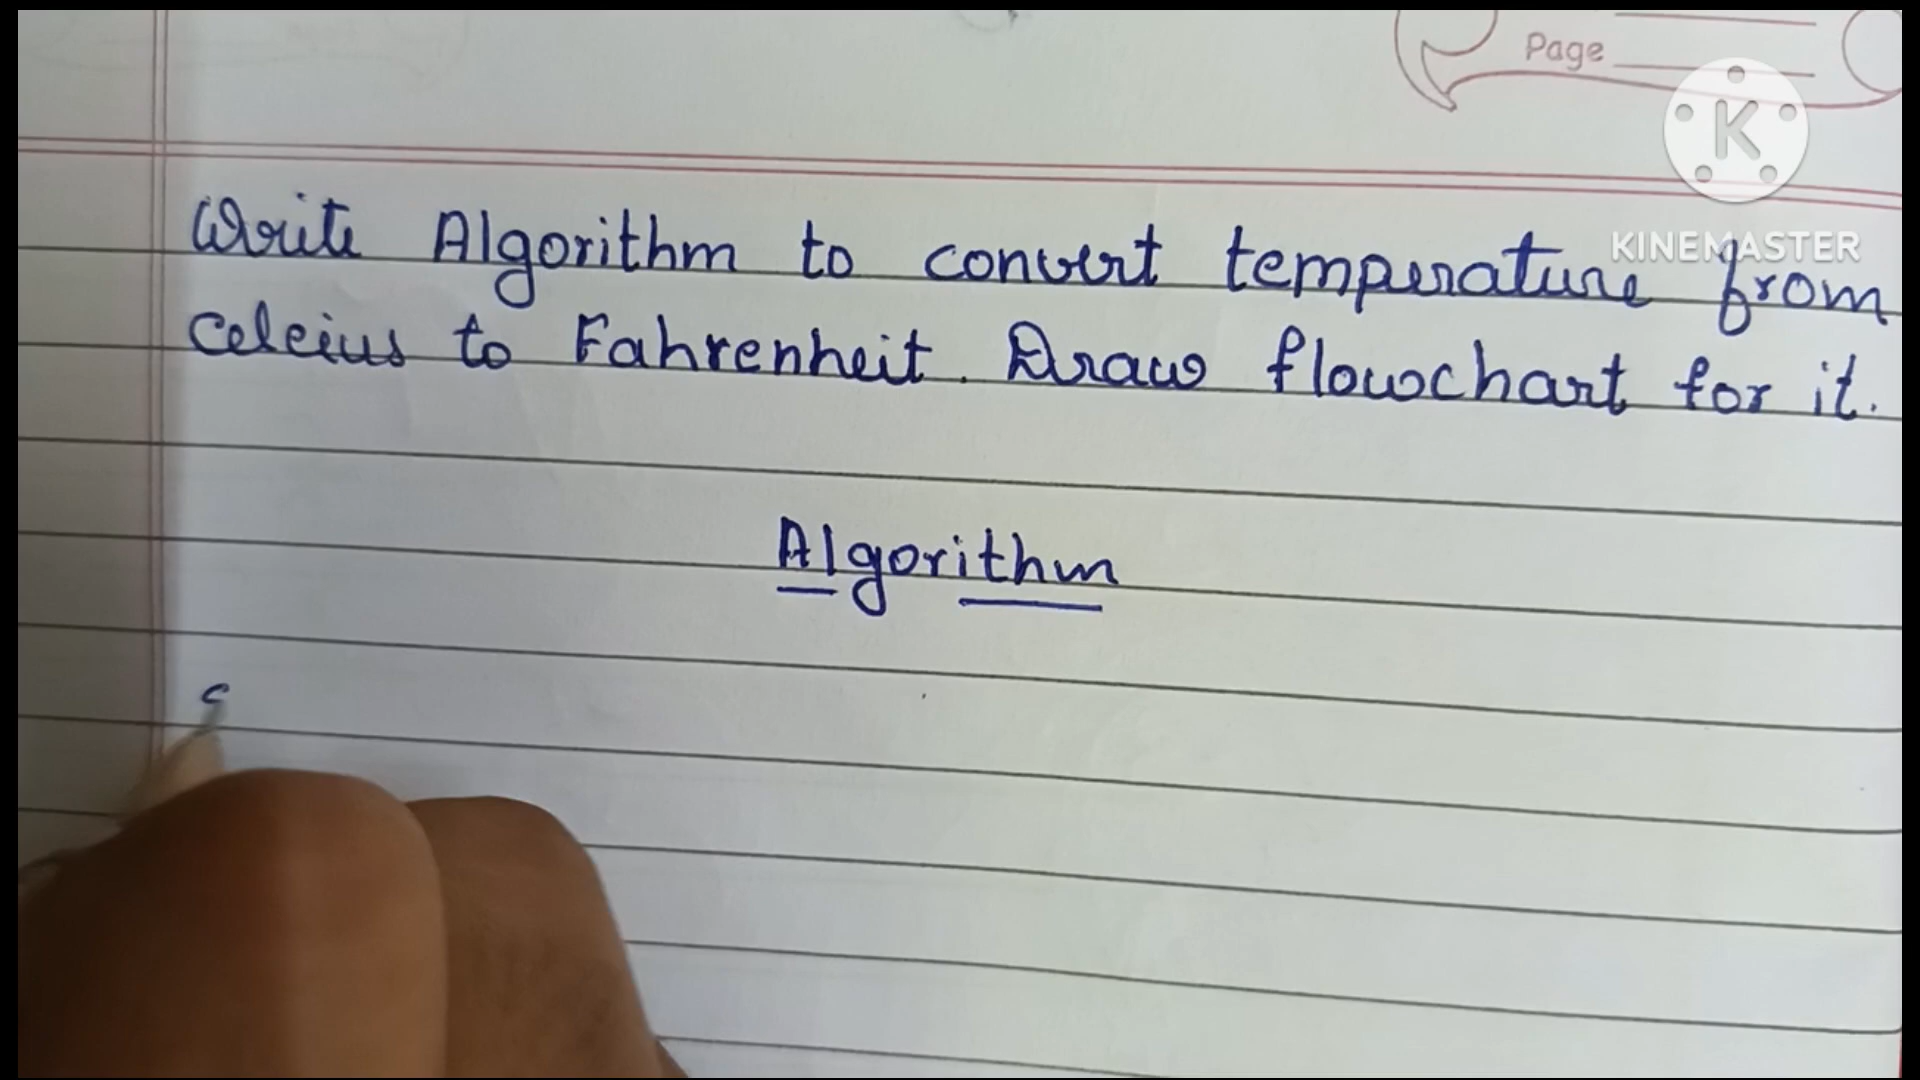 Page
K
KINEMASTER
Write Algorithm to convert temperature from
Celcius to Fahrenheit. Draw flowchart for it.
Algorithm